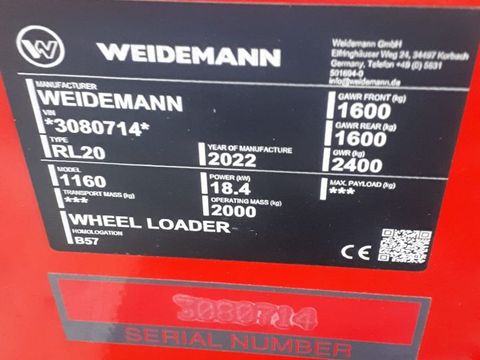 WEIDEMANN
Weidemann GmbH
Elfringhäuser Weg 24, 34497 Korbach
Germany, Telefon +49 (0) 5631
501694-0
info@weidemann.de
MANUFACTURER
WEIDEMANN
VIN
*3080714*
TYPE
RL20
YEAR OF MANUFACTURE
2022
MODEL
1160
POWER (kW)
18.4
TRANSPORT MASS (kg)
***
OPERATING MASS (kg)
2000
GAWR FRONT (kg)
1600
GAWR REAR (kg)
1600
GWR (kg)
2400
MAX. PAYLOAD (kg)
***
WHEEL LOADER
HOMOLOGATION
B57
CE
3080714
SERIAL NUMBER